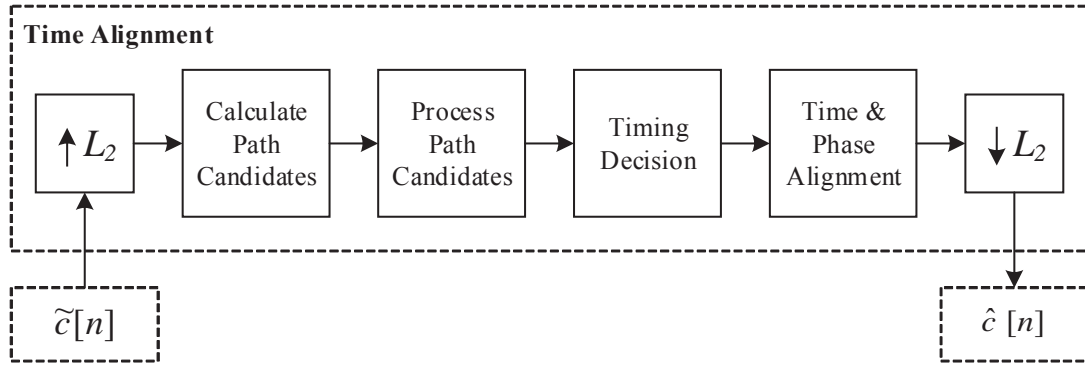 Time Alignment
↑ L₂
Calculate
Path
Candidates
Process
Path
Candidates
Timing
Decision
Time &
Phase
Alignment
↓ L₂
c̃[n]
ĉ [n]